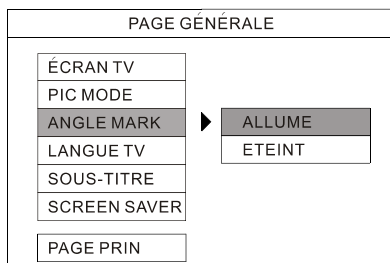 PAGE GÉNÉRALE
ÉCRAN TV
PIC MODE
ANGLE MARK
ALLUME
LANGUE TV
ETEINT
SOUS-TITRE
SCREEN SAVER
PAGE PRIN